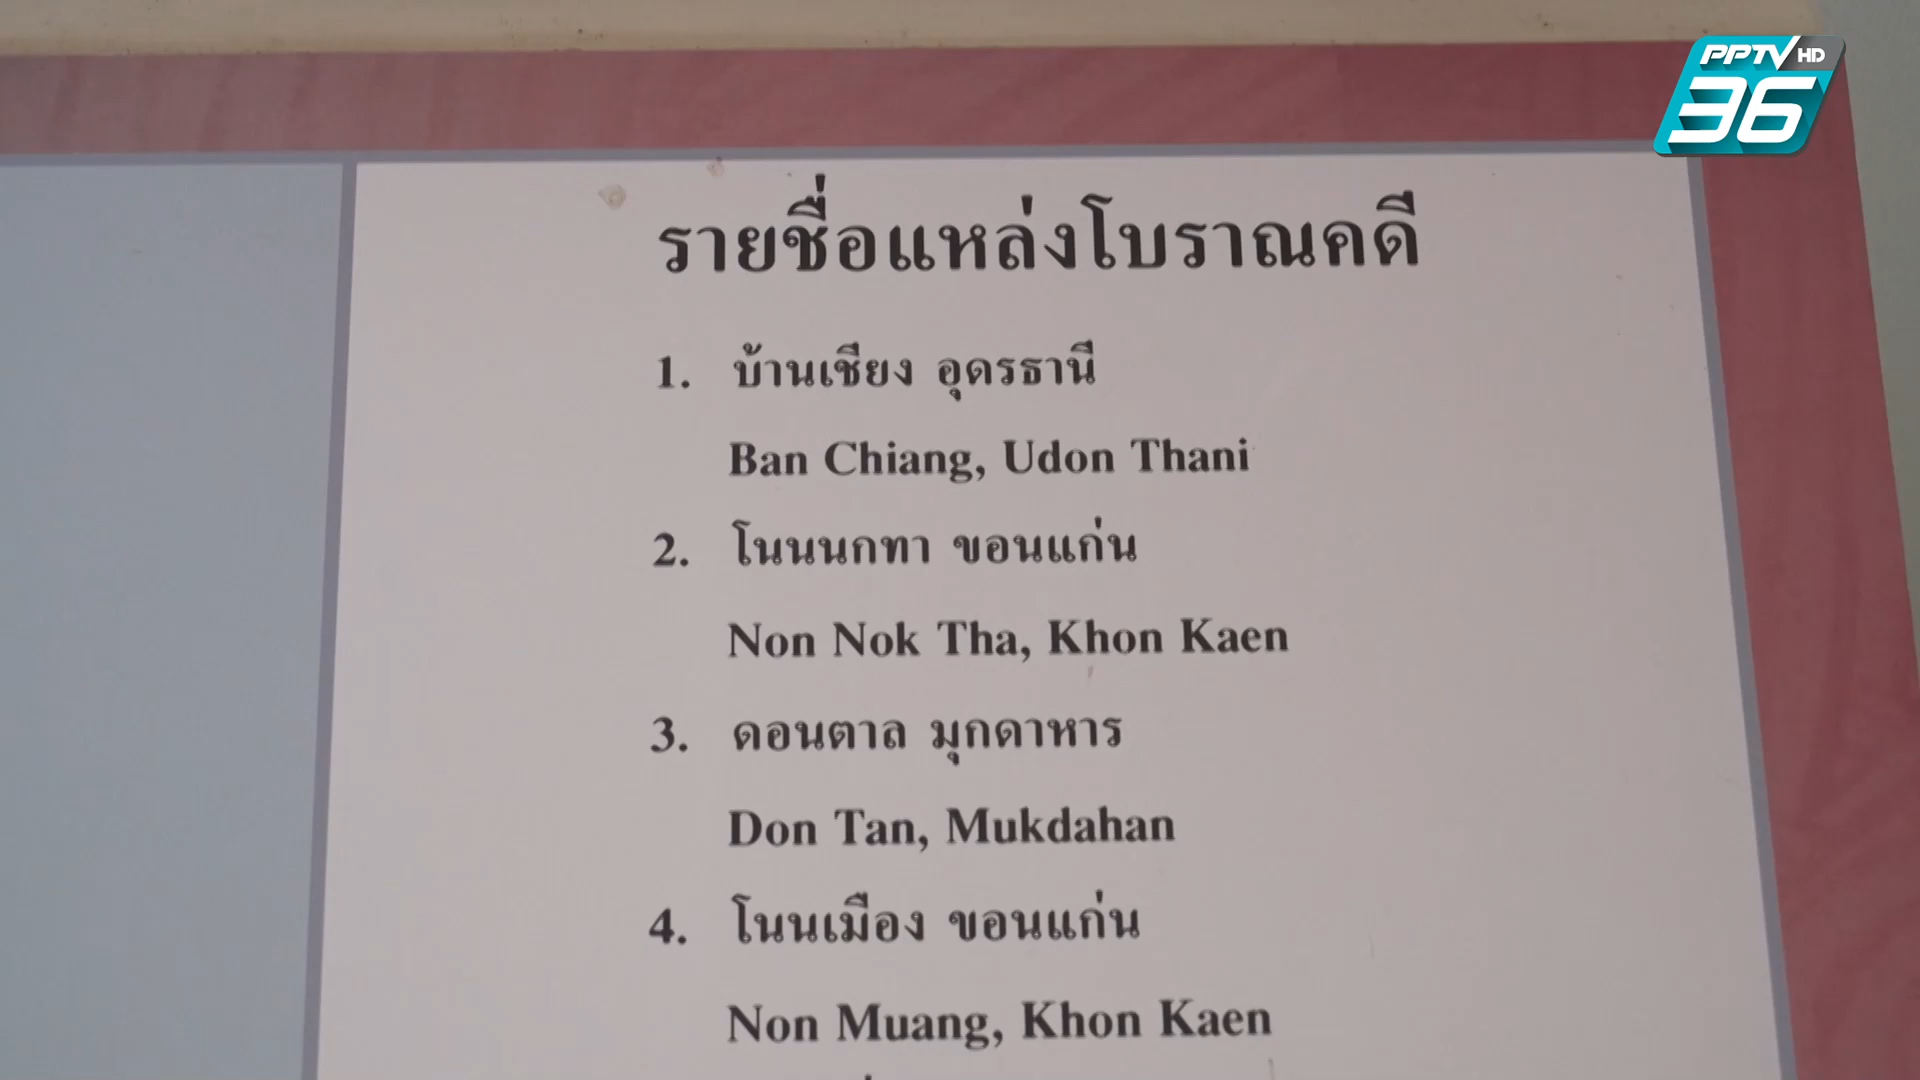 PPTV HD
36
รายชื่อแหล่งโบราณคดี
1. บ้านเชียง อุดรธานี
Ban Chiang, Udon Thani
2. โนนนกทา ขอนแก่น
Non Nok Tha, Khon Kaen
3. ดอนตาล มุกดาหาร
Don Tan, Mukdahan
4. โนนเมือง ขอนแก่น
Non Muang, Khon Kaen